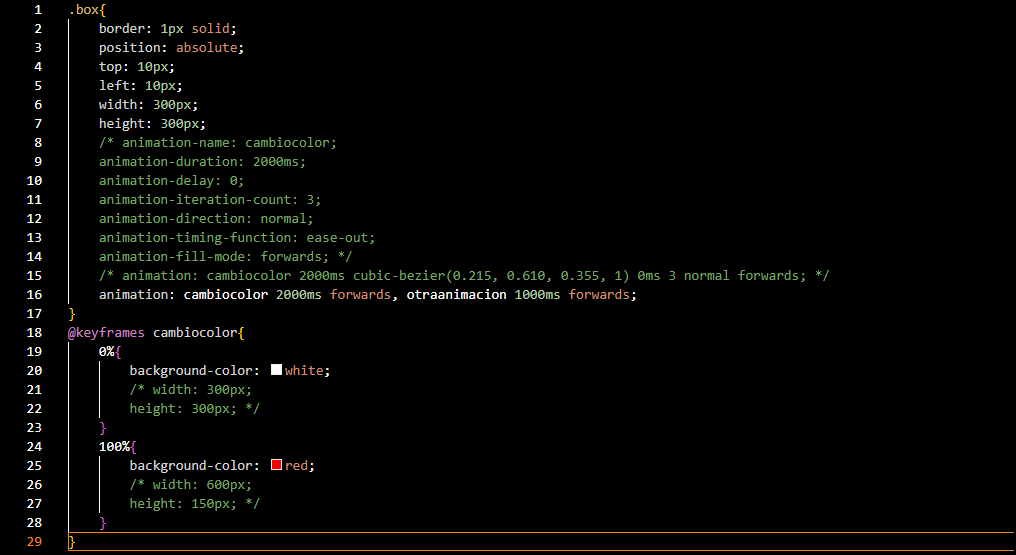 1 .box{
2     border: 1px solid;
3     position: absolute;
4     top: 10px;
5     left: 10px;
6     width: 300px;
7     height: 300px;
8     /* animation-name: cambiocolor;
9     animation-duration: 2000ms;
10     animation-delay: 0;
11     animation-iteration-count: 3;
12     animation-direction: normal;
13     animation-timing-function: ease-out;
14     animation-fill-mode: forwards; */
15     /* animation: cambiocolor 2000ms cubic-bezier(0.215, 0.610, 0.355, 1) 0ms 3 normal forwards; */
16     animation: cambiocolor 2000ms forwards, otraanimacion 1000ms forwards;
17 }
18 @keyframes cambiocolor{
19     0%{
20         background-color: white;
21         /* width: 300px;
22         height: 300px; */
23     }
24     100%{
25         background-color: red;
26         /* width: 600px;
27         height: 150px; */
28     }
29 }